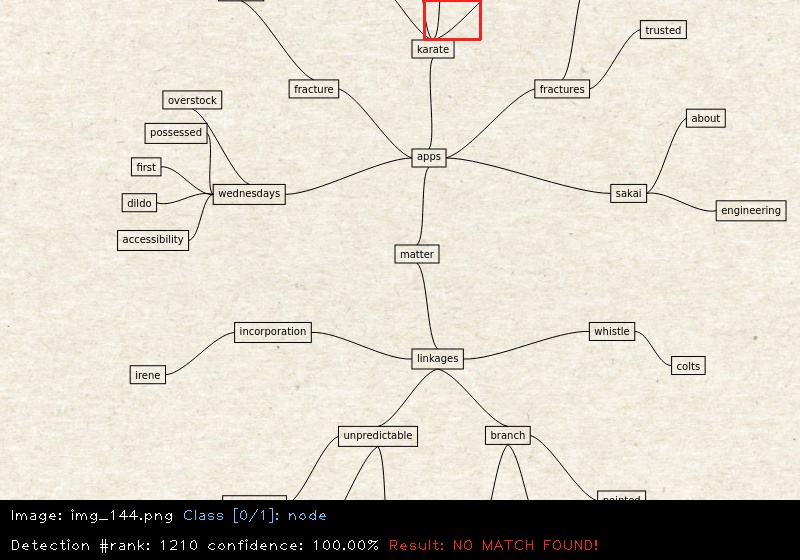 trusted
karate
fracture
fractures
overstock
about
possessed
apps
first
wednesdays
sakai
dildo
engineering
accessibility
matter
incorporation
whistle
linkages
irene
colts
unpredictable
branch
pointed
Image: img_144.png Class [0/1]: node
Detection #rank: 1210 confidence: 100.00% Result: NO MATCH FOUND!